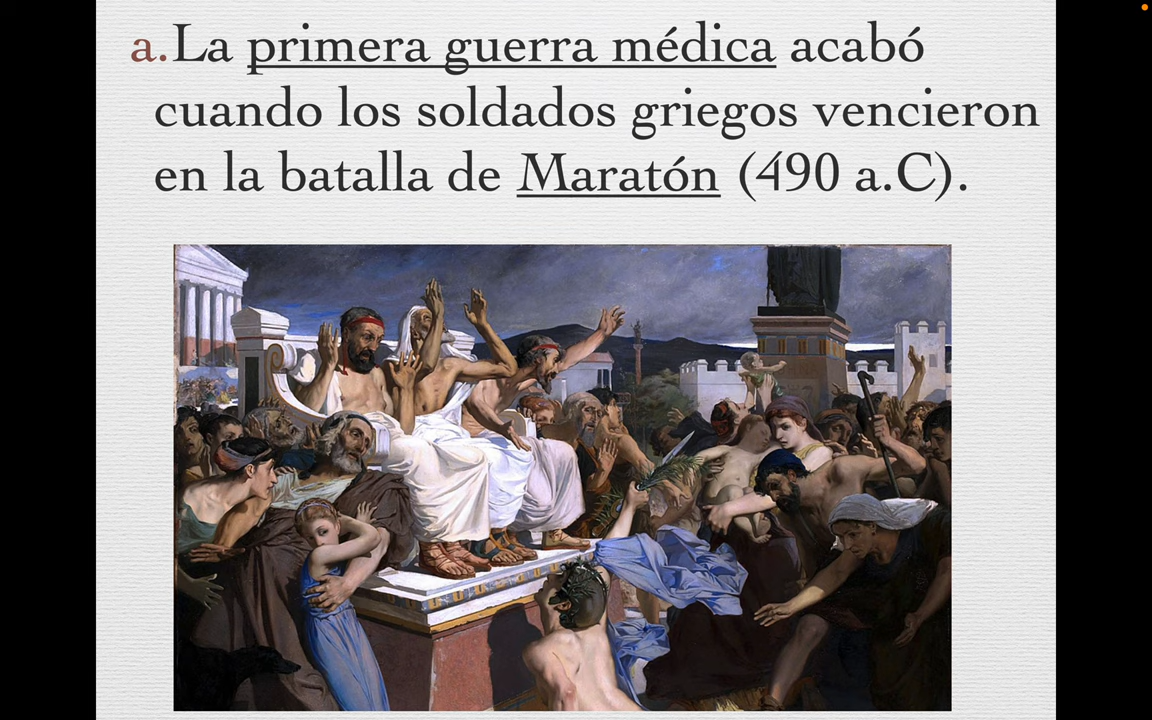 a.La primera guerra médica acabó
cuando los soldados griegos vencieron
en la batalla de Maratón (490 a.C).